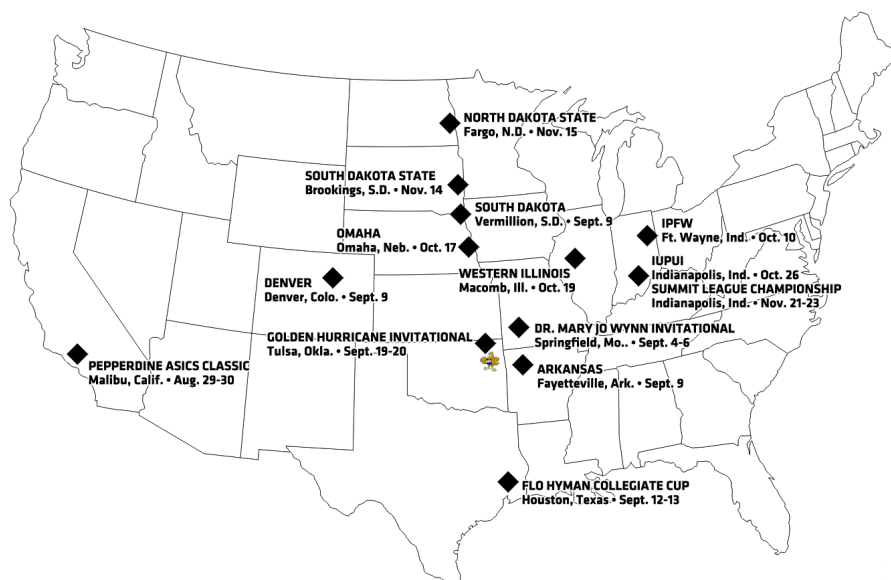 NORTH DAKOTA STATE
Fargo, N.D. • Nov. 15
SOUTH DAKOTA STATE
Brookings, S.D. • Nov. 14
SOUTH DAKOTA
Vermillion, S.D. • Sept. 9
OMAHA
Omaha, Neb. • Oct. 17
IPFW
Ft. Wayne, Ind. • Oct. 10
IUPUI
Indianapolis, Ind. • Oct. 26
SUMMIT LEAGUE CHAMPIONSHIP
Indianapolis, Ind. • Nov. 21-23
WESTERN ILLINOIS
Macomb, Ill. • Oct. 19
DENVER
Denver, Colo. • Sept. 9
GOLDEN HURRICANE INVITATIONAL
Tulsa, Okla. • Sept. 19-20
DR. MARY JO WYNN INVITATIONAL
Springfield, Mo.. • Sept. 4-6
PEPPERDINE ASICS CLASSIC
Malibu, Calif. • Aug. 29-30
ARKANSAS
Fayetteville, Ark. • Sept. 9
FLO HYMAN COLLEGIATE CUP
Houston, Texas • Sept. 12-13